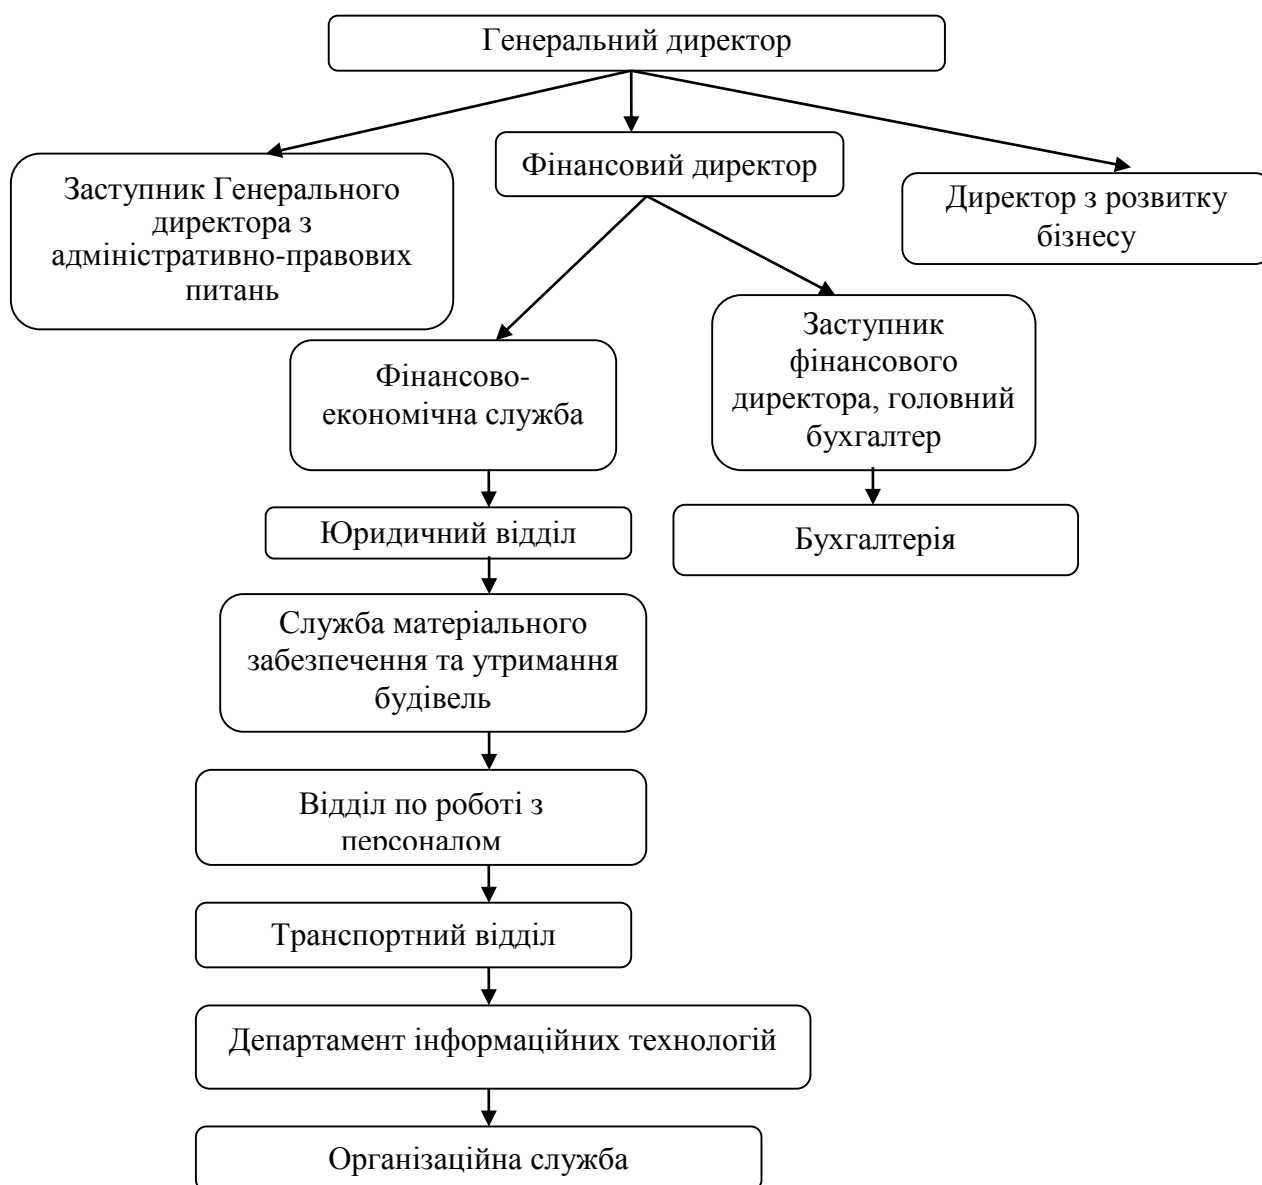 Генеральний директор
Заступник Генерального
директора з
адміністративно-правових
питань
Фінансовий директор
Директор з розвитку
бізнесу
Фінансово-
економічна служба
Заступник
фінансового
директора, головний
бухгалтер
Юридичний відділ
Бухгалтерія
Служба матеріального
забезпечення та утримання
будівель
Відділ по роботі з
персоналом
Транспортний відділ
Департамент інформаційних технологій
Організаційна служба